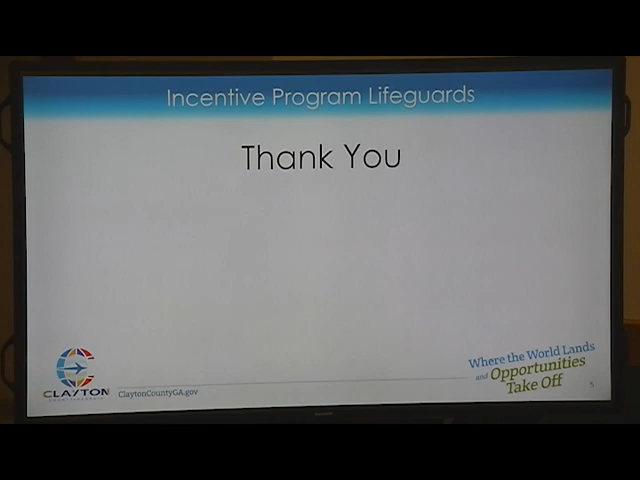 Incentive Program Lifeguards
Thank You
Where the World Lands
and Opportunities
Take Off
CLAYTON
ClaytonCountyGA.gov
5